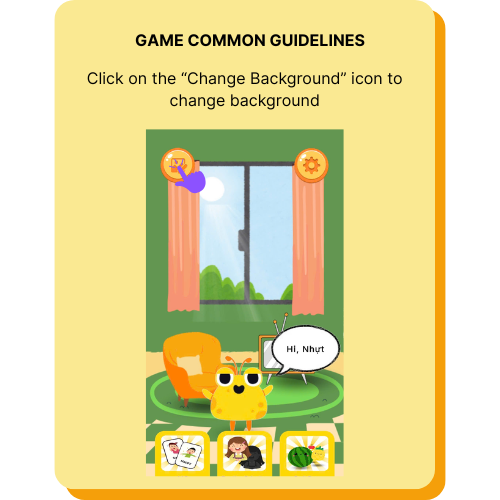 GAME COMMON GUIDELINES
Click on the “Change Background” icon to
change background
Hi, Nhựt